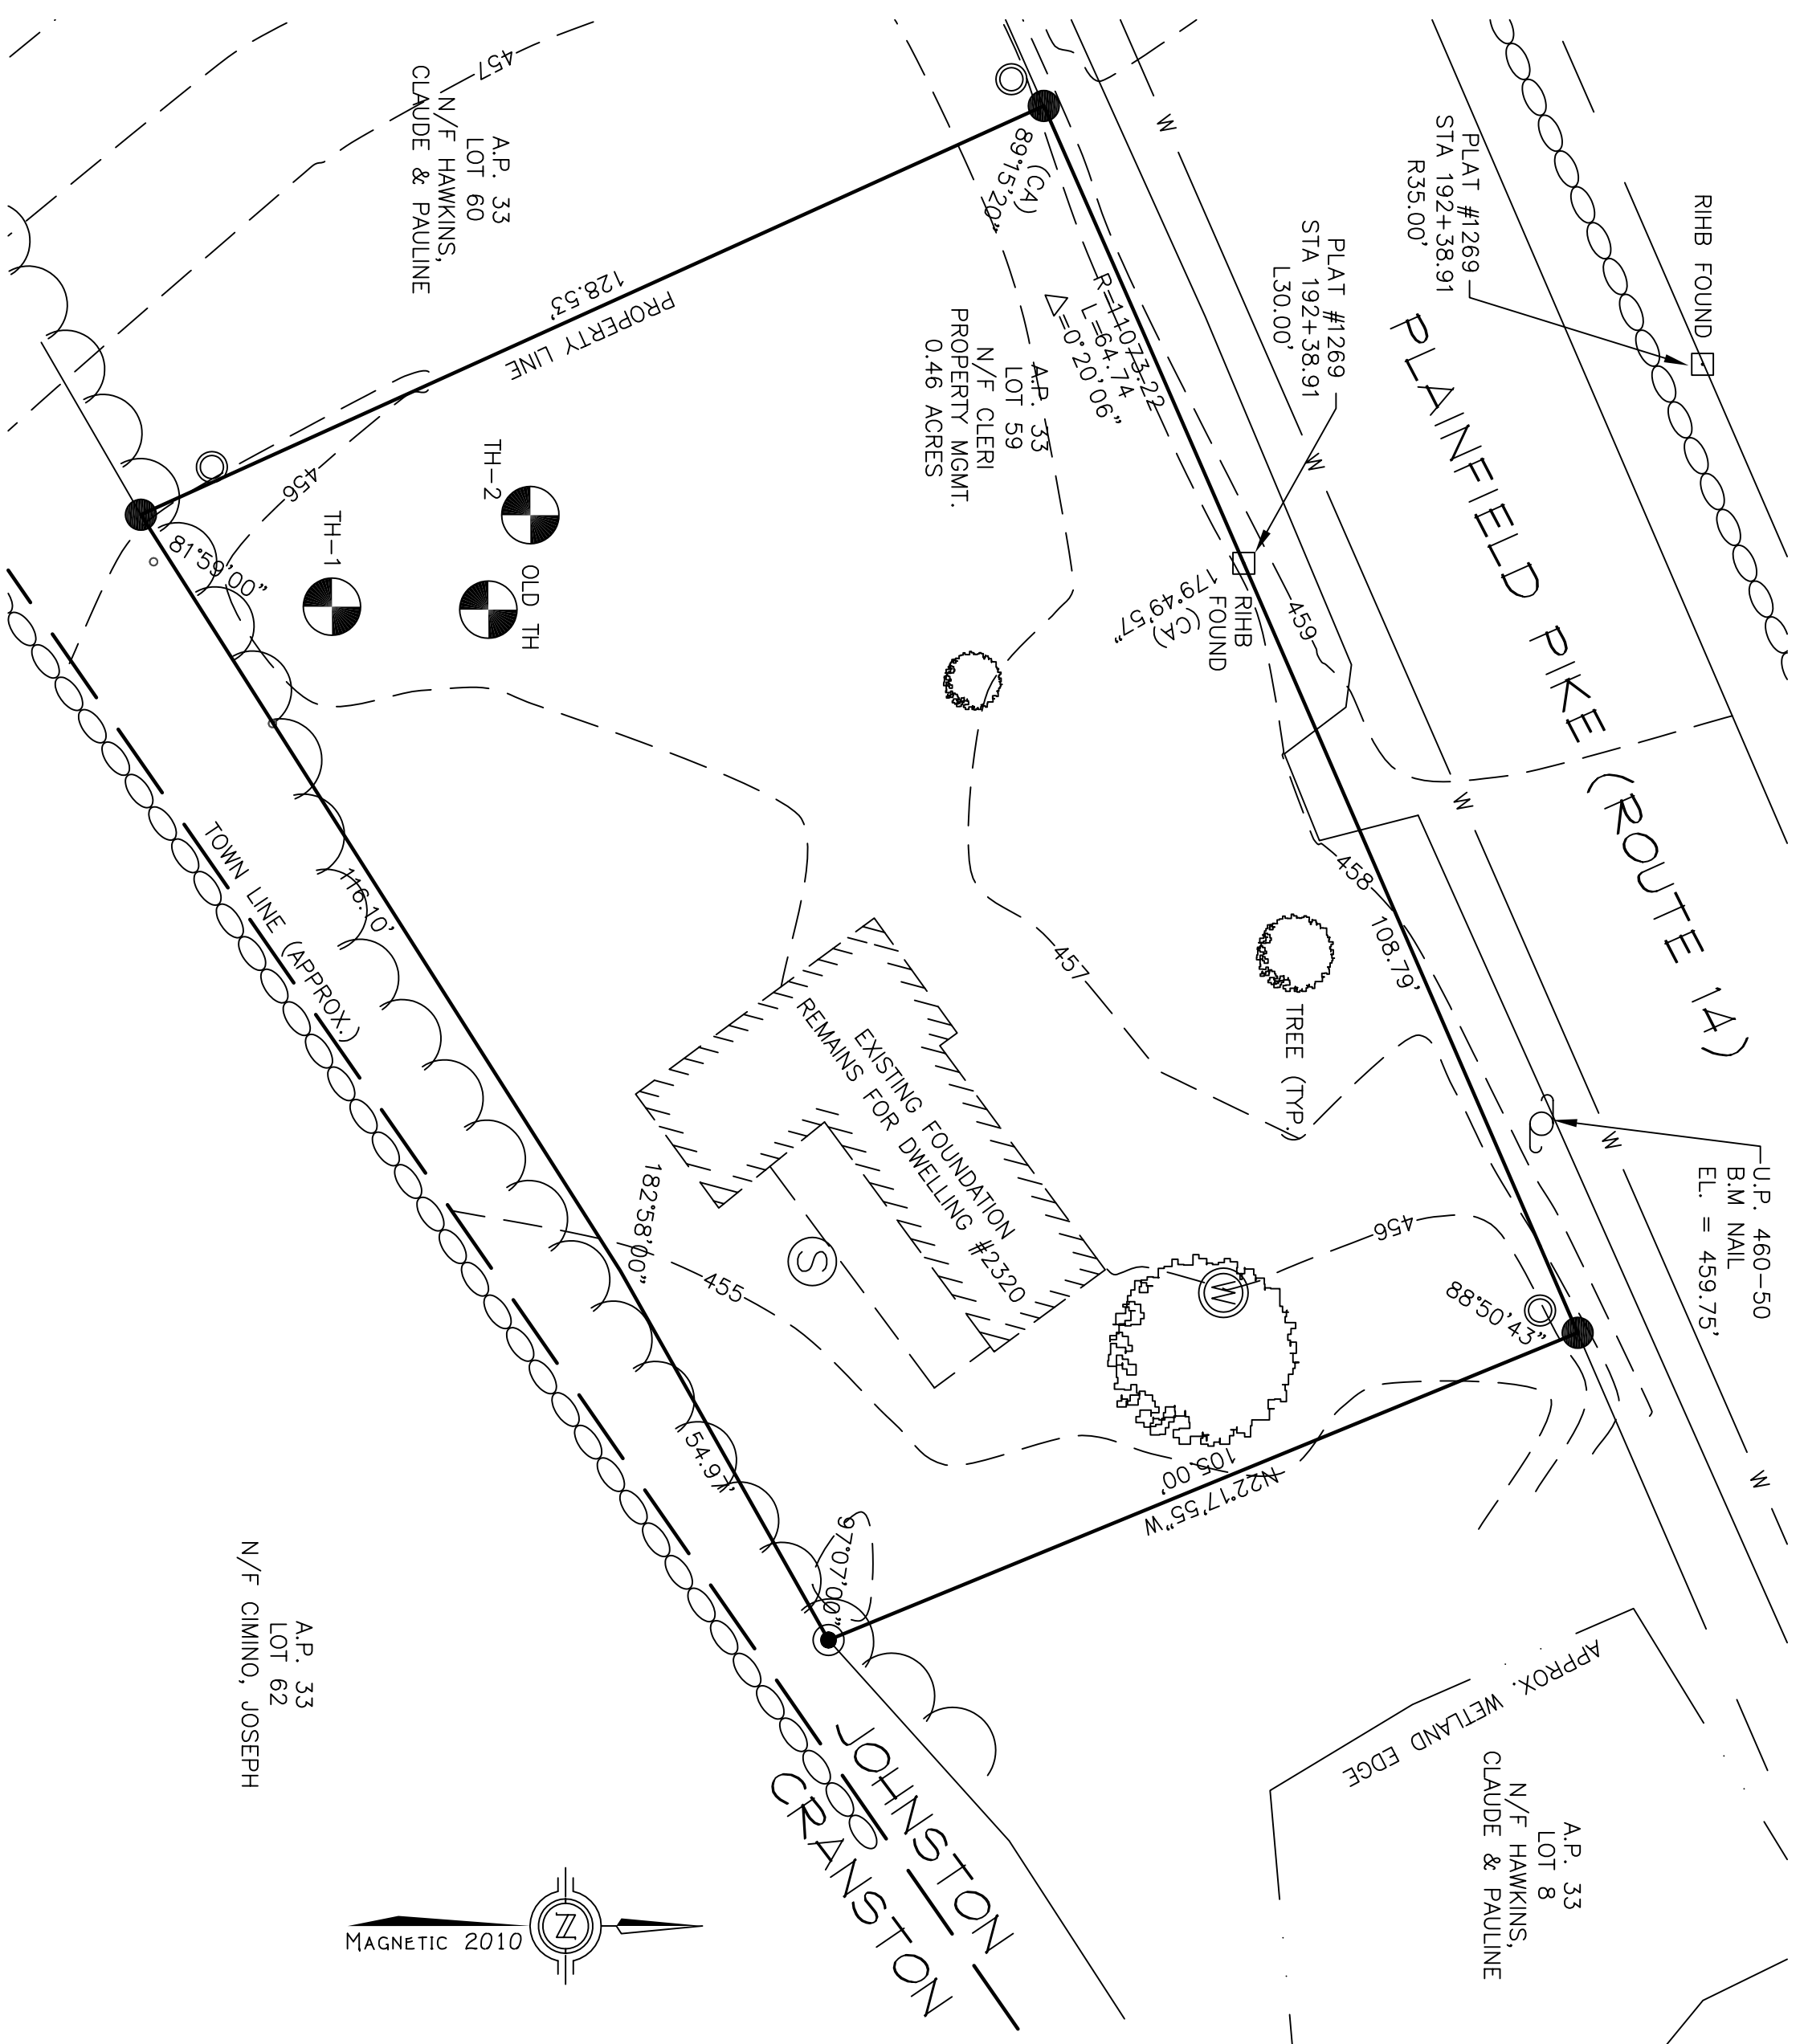 RIHB FOUND
PLAT #1269
STA 192+38.91
R35.00'
PLAINFIELD PIKE (ROUTE 14)
PLAT #1269
STA 192+38.91
L30.00'
W
W
W
W
W
RIHB
FOUND
(CA)
179°49'57"
459
458
108.79'
U.P. 460-50
B.M NAIL
EL. = 459.75'
(CA)
89°15'20"
R=11073.22
L=64.74
△=0°20'06"
A.P. 33
LOT 59
N/F CLERI
PROPERTY MGMT.
0.46 ACRES
457
A.P. 33
LOT 60
N/F HAWKINS,
CLAUDE & PAULINE
128.53'
PROPERTY LINE
456
TH-2
TH-1
OLD TH
81°59'00"
457
TREE (TYP.)
EXISTING FOUNDATION
REMAINS FOR DWELLING #2320
S
W
456
88°50'43"
455
182°58'00"
116.10'
TOWN LINE (APPROX.)
54.97'
97°07'00"
N22°17'55"W
105.00'
APPROX. WETLAND EDGE
A.P. 33
LOT 8
N/F HAWKINS,
CLAUDE & PAULINE
A.P. 33
LOT 62
N/F CIMINO, JOSEPH
JOHNSTON
CRANSTON
N
MAGNETIC 2010